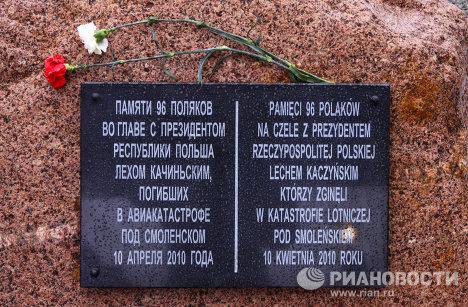 ПАМЯТИ 96 ПОЛЯКОВ
ВО ГЛАВЕ С ПРЕЗИДЕНТОМ
РЕСПУБЛИКИ ПОЛЬША
ЛЕХОМ КАЧИНЬСКИМ,
ПОГИБШИХ
В АВИАКАТАСТРОФЕ
ПОД СМОЛЕНСКОМ
10 АПРЕЛЯ 2010 ГОДА
PAMIĘCI 96 POLAKÓW
NA CZELE Z PREZYDENTEM
RZECZYPOSPOLITEJ POLSKIEJ
LECHEM KACZYŃSKIM
KTÓRZY ZGINĘLI
W KATASTROFIE LOTNICZEJ
POD SMOLEŃSKIEM
10 KWIETNIA 2010 ROKU
РИАНОВОСТИ
www.rian.ru